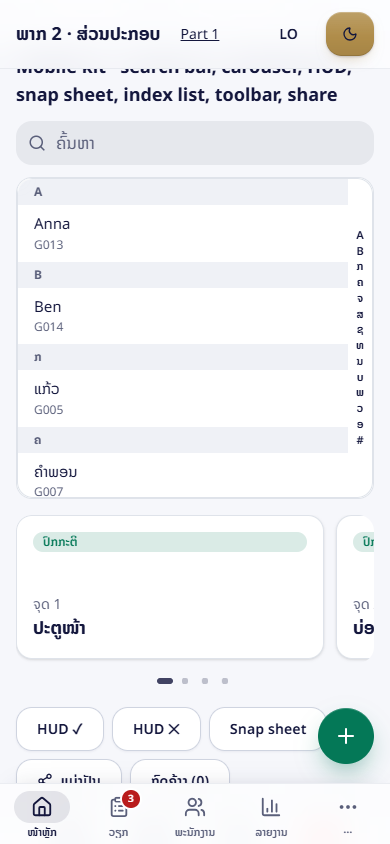 ພາກ 2 · ສ່ວນປະກອບ Part 1 LO
Mobile kit · search bar, carousel, HUD,
snap sheet, index list, toolbar, share
ຄົ້ນຫາ
A
Anna
G013
B
Ben
G014
ກ
ແກ້ວ
G005
ຄ
ຄຳພອນ
G007
A
B
ກ
ຄ
ຈ
ສ
ຊ
ທ
ນ
ບ
ພ
ວ
ອ
#
ປົກກະຕິ
ຈຸດ 1
ປະຕູໜ້າ
ຈຸດ
HUD ✓ HUD ✕ Snap sheet
ແບ່ງປັນ ກົດຄ້າງ (0)
3
ໜ້າຫຼັກ ວຽກ ພະນັກງານ ລາຍງານ ...